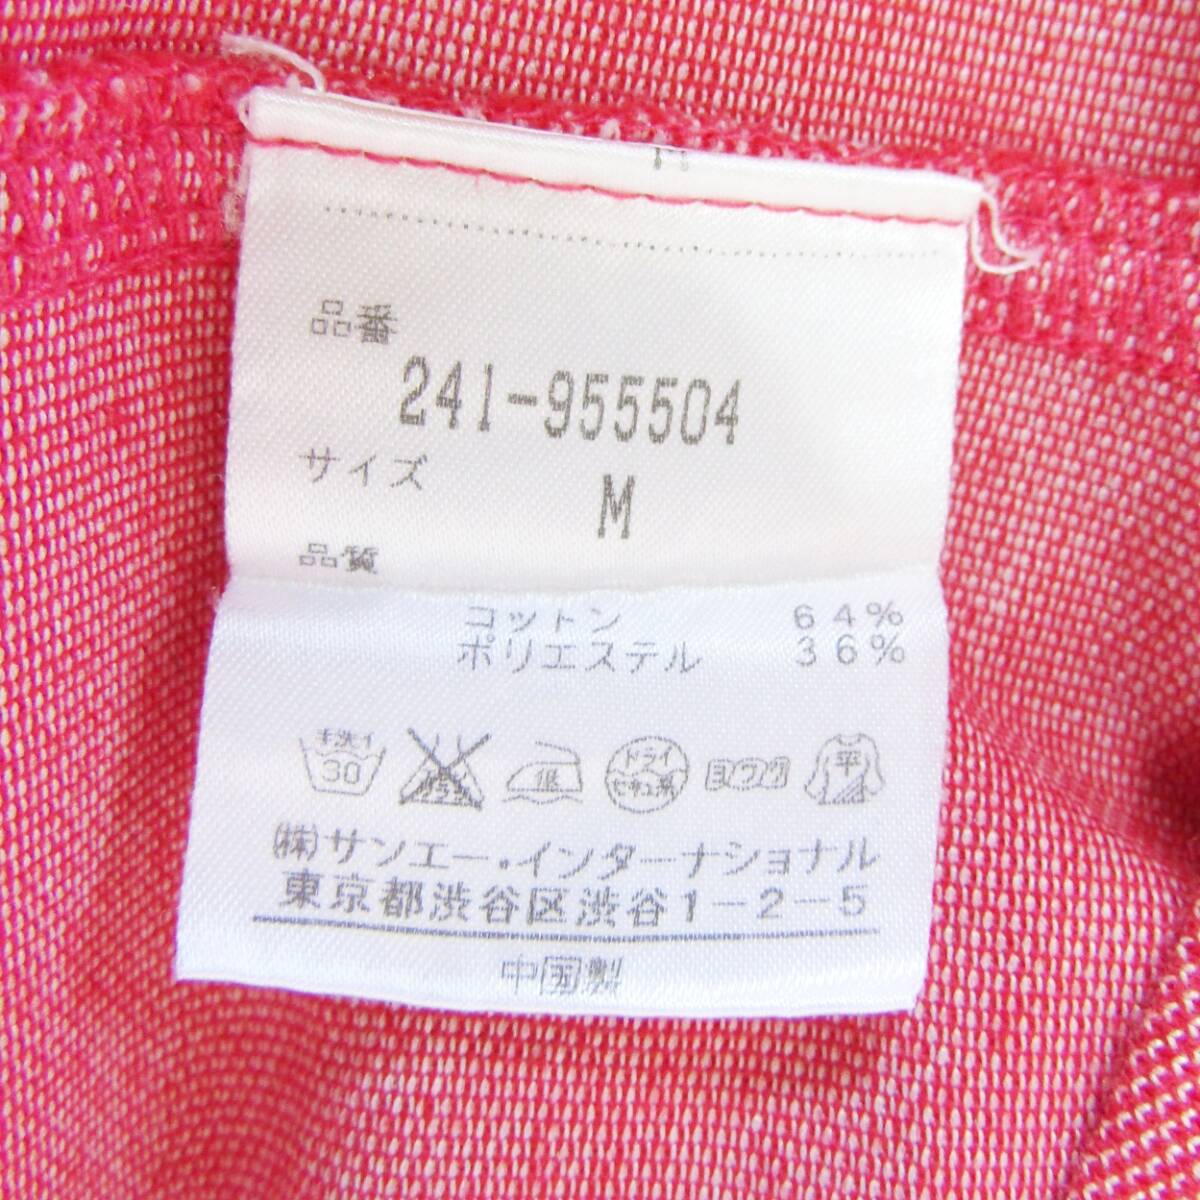 M
品番
241-955504
サイズ
M
品質
コットン 64%
ポリエステル 36%
手洗イ 30 低 ドライ セキユ系 ヨワク 平
㈱サンエー・インターナショナル
東京都渋谷区渋谷1-2-5
中国製